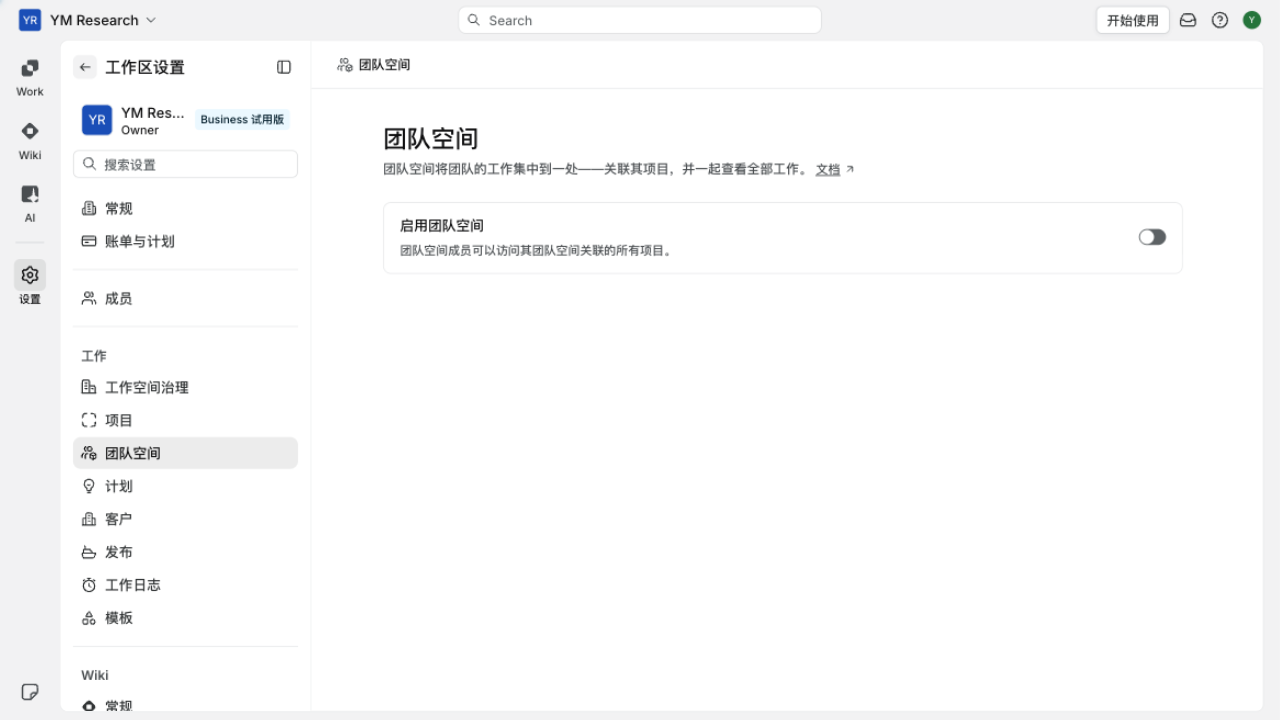 YR YM Research
Search
开始使用
Y
Work
Wiki
AI
设置
工作区设置
YR
YM Res...
Owner
Business 试用版
搜索设置
常规
账单与计划
成员
工作
工作空间治理
项目
团队空间
计划
客户
发布
工作日志
模板
Wiki
常规
团队空间
团队空间
团队空间将团队的工作集中到一处——关联其项目，并一起查看全部工作。 文档
启用团队空间
团队空间成员可以访问其团队空间关联的所有项目。